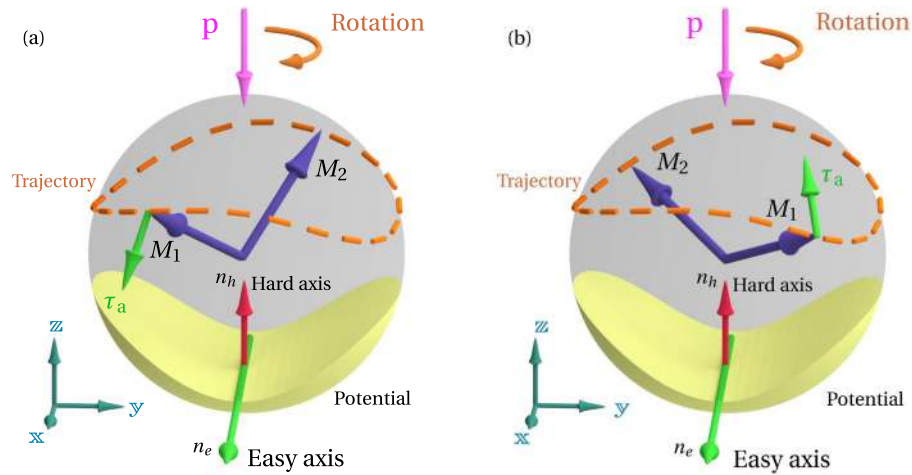 (a)
p
Rotation
M2
Trajectory
M1
nh
Hard axis
τa
z
y
x
Potential
ne
Easy axis
(b)
p
Rotation
M2
τa
Trajectory
M1
nh
Hard axis
z
y
x
Potential
ne
Easy axis